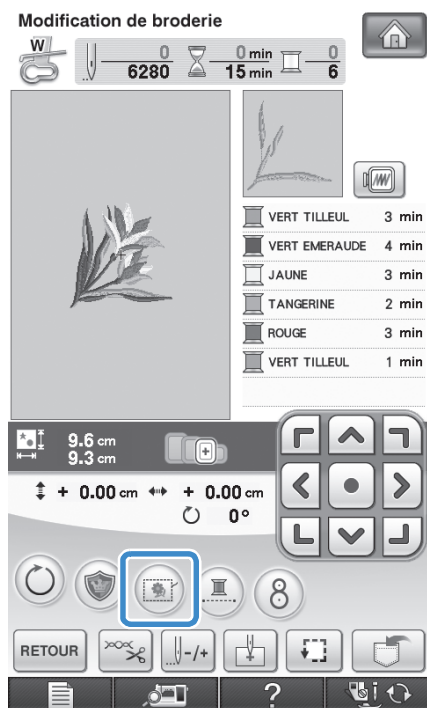 Modification de broderie
W
0
6280
0 min
15 min
0
6
VERT TILLEUL 3 min
VERT EMERAUDE 4 min
JAUNE 3 min
TANGERINE 2 min
ROUGE 3 min
VERT TILLEUL 1 min
9.6 cm
9.3 cm
+ 0.00 cm + 0.00 cm
0°
8
RETOUR
-/+
?